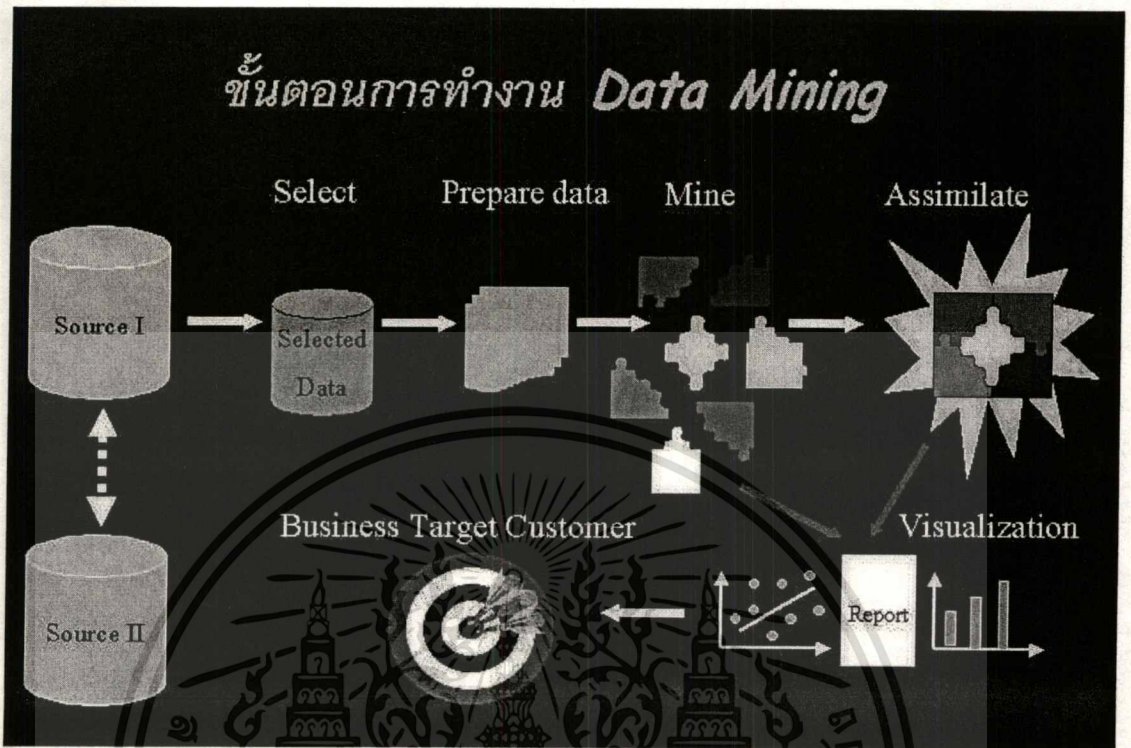 ขั้นตอนการทำงาน Data Mining
Select
Prepare data
Mine
Assimilate
Source I
Selected
Data
Business Target Customer
Visualization
Source II
Report